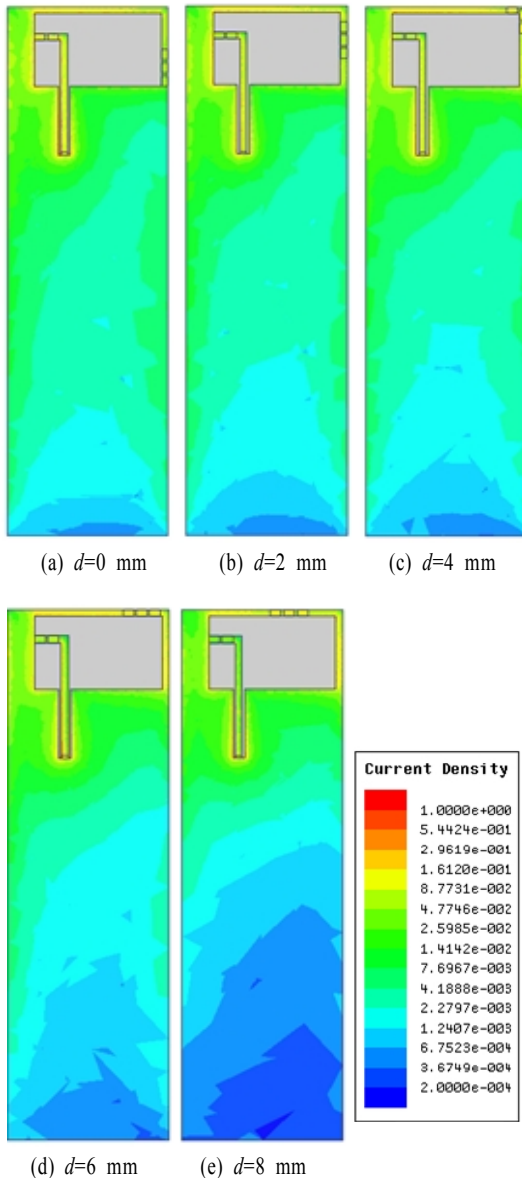 (a) d=0 mm
(b) d=2 mm
(c) d=4 mm
Current Density
1.0000e+000
5.4424e-001
2.9619e-001
1.6120e-001
8.7731e-002
4.7746e-002
2.5985e-002
1.4142e-002
7.6967e-003
4.1888e-003
2.2797e-003
1.2407e-003
6.7523e-004
3.6749e-004
2.0000e-004
(d) d=6 mm
(e) d=8 mm